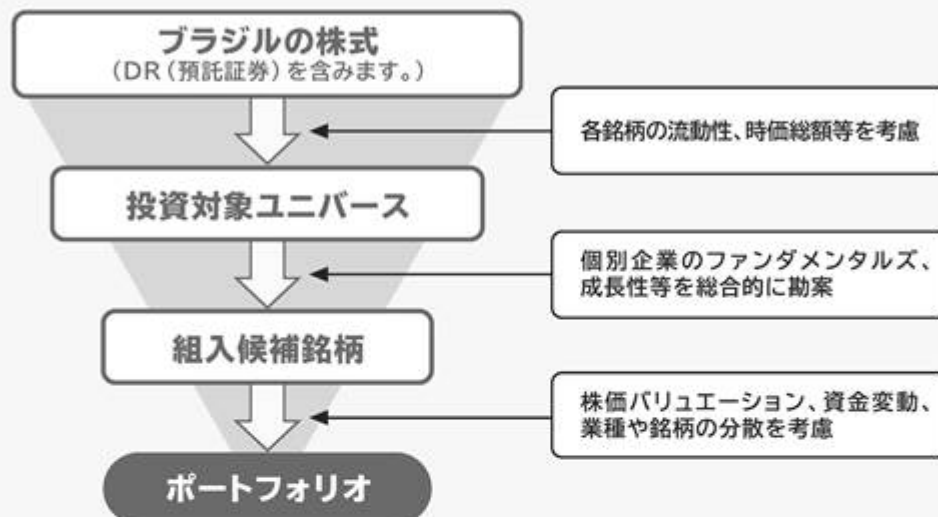 ブラジルの株式
(DR(預託証券)を含みます。)
各銘柄の流動性、時価総額等を考慮
投資対象ユニバース
個別企業のファンダメンタルズ、
成長性等を総合的に勘案
組入候補銘柄
株価バリュエーション、資金変動、
業種や銘柄の分散を考慮
ポートフォリオ